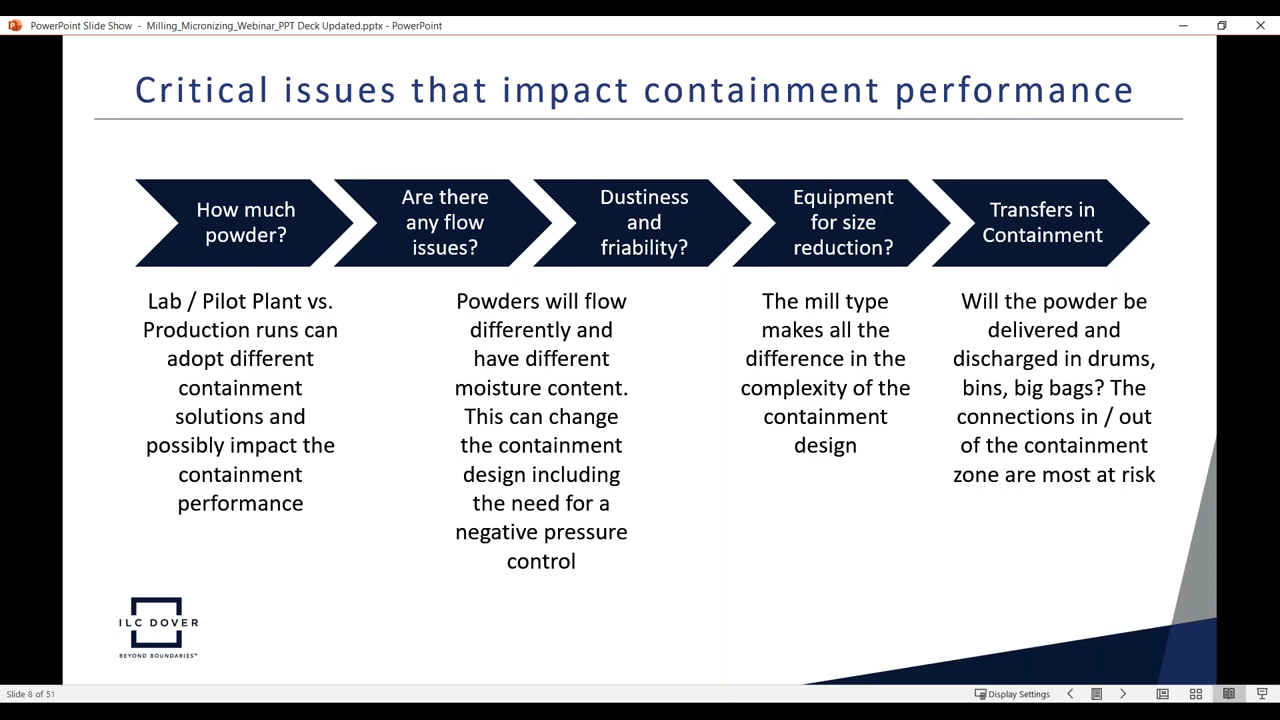 PowerPoint Slide Show - Milling_Micronizing_Webinar_PPT Deck Updated.pptx - PowerPoint
Critical issues that impact containment performance
How much
powder?
Are there
any flow
issues?
Dustiness
and
friability?
Equipment
for size
reduction?
Transfers in
Containment
Lab / Pilot Plant vs.
Production runs can
adopt different
containment
solutions and
possibly impact the
containment
performance
Powders will flow
differently and
have different
moisture content.
This can change
the containment
design including
the need for a
negative pressure
control
The mill type
makes all the
difference in the
complexity of the
containment
design
Will the powder be
delivered and
discharged in drums,
bins, big bags? The
connections in / out
of the containment
zone are most at risk
ILC DOVER
BEYOND BOUNDARIES™
Slide 8 of 51
Display Settings